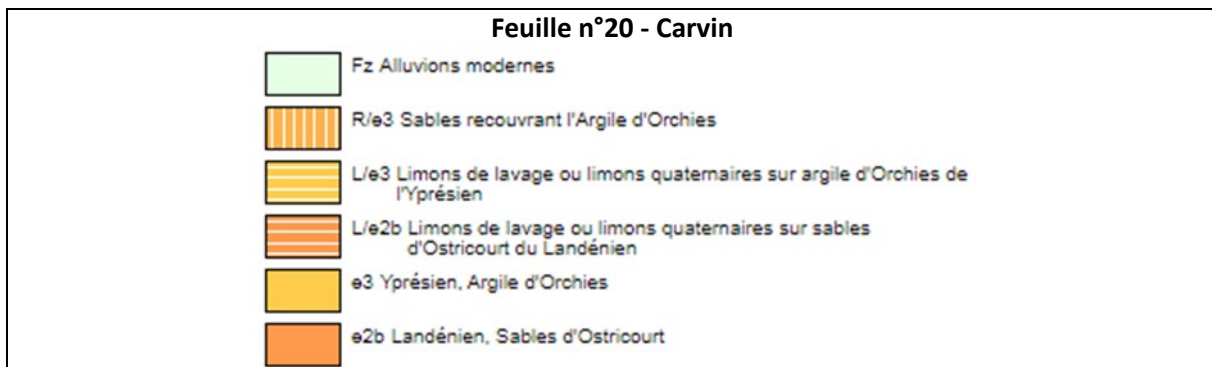 Feuille n°20 - Carvin
Fz Alluvions modernes
R/e3 Sables recouvrant l'Argile d'Orchies
L/e3 Limons de lavage ou limons quaternaires sur argile d'Orchies de
l'Yprésien
L/e2b Limons de lavage ou limons quaternaires sur sables
d'Ostricourt du Landénien
e3 Yprésien, Argile d'Orchies
e2b Landénien, Sables d'Ostricourt